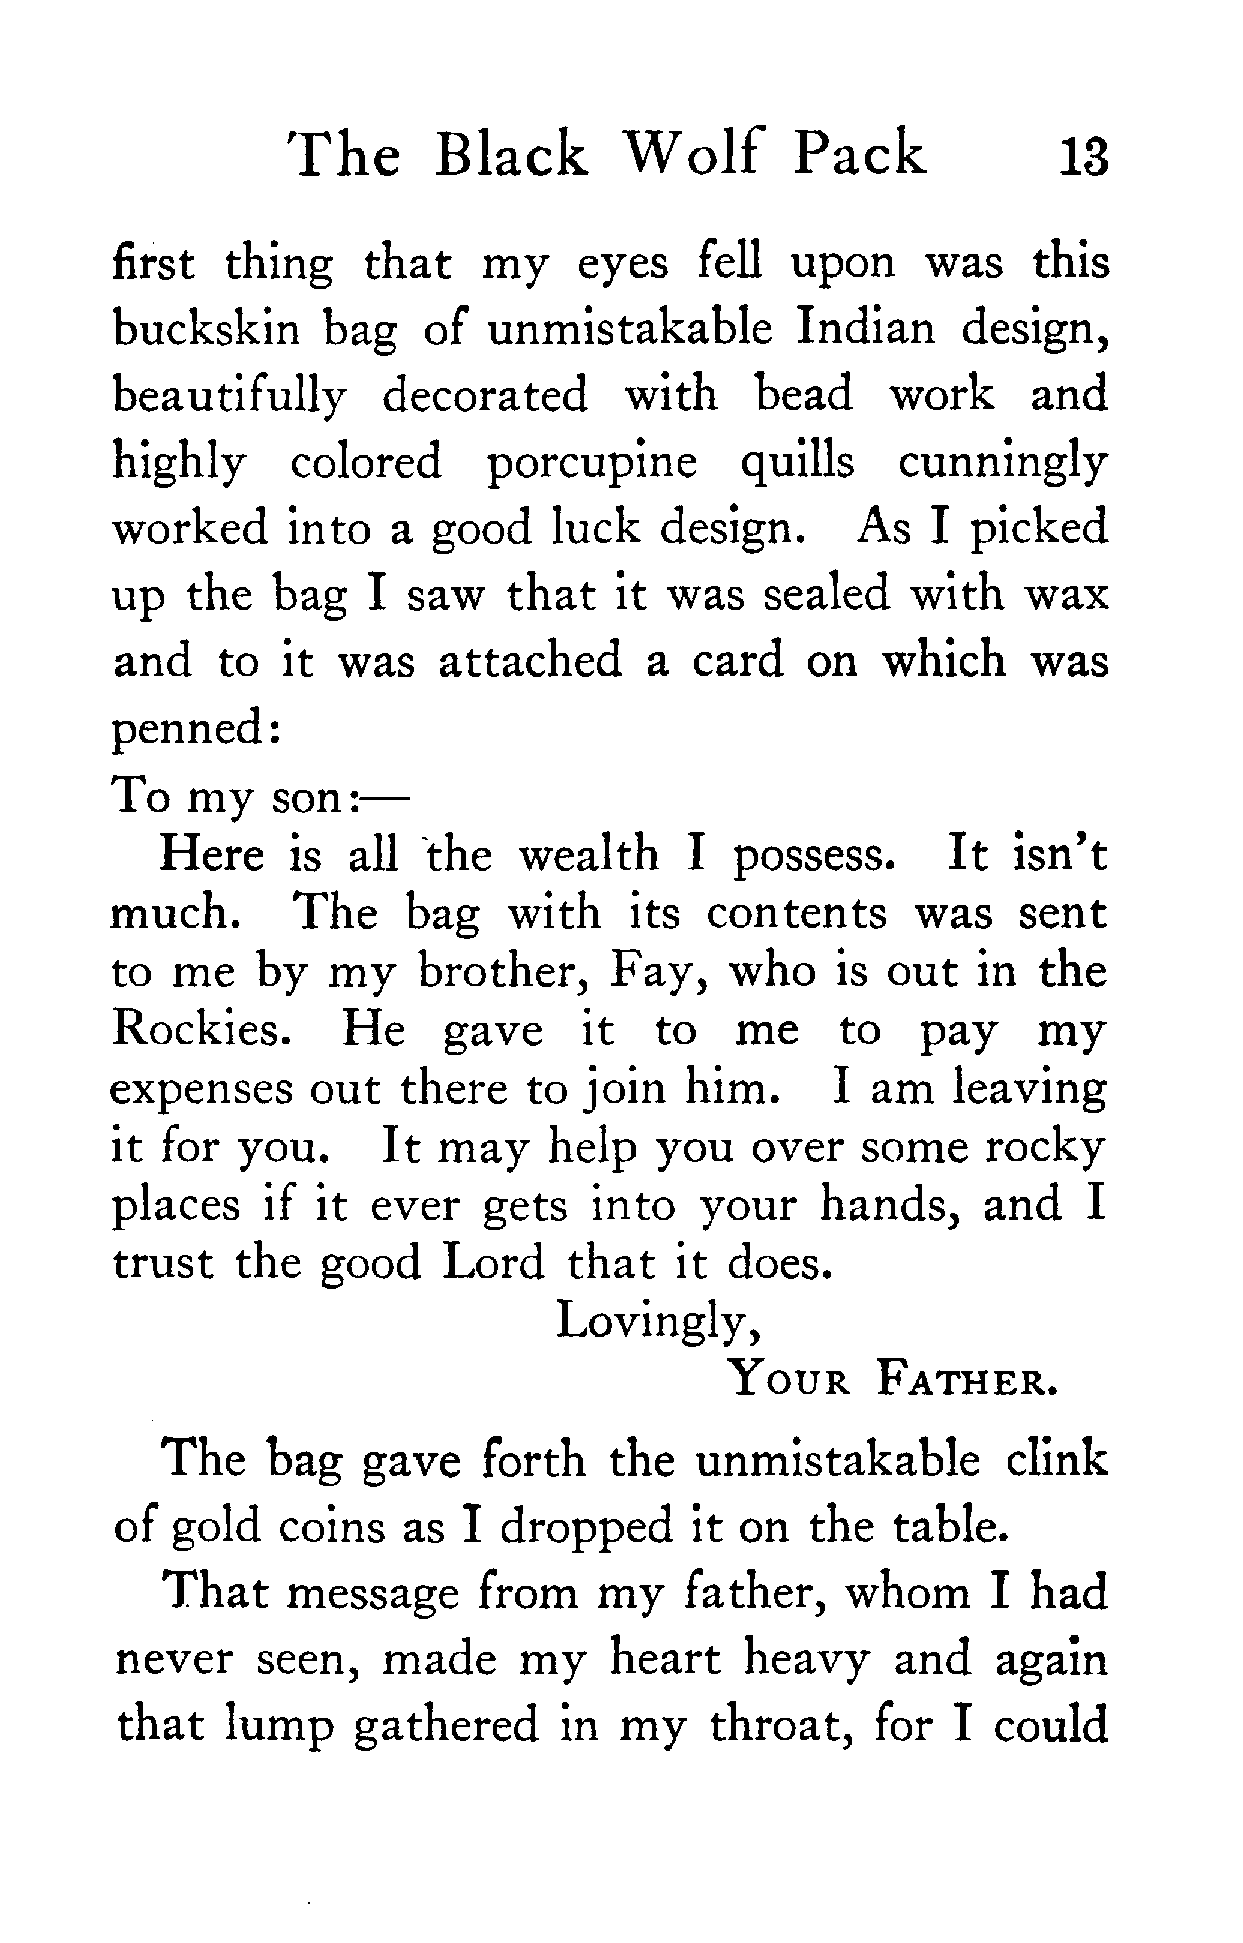 The Black Wolf Pack 13
first thing that my eyes fell upon was this
buckskin bag of unmistakable Indian design,
beautifully decorated with bead work and
highly colored porcupine quills cunningly
worked into a good luck design. As I picked
up the bag I saw that it was sealed with wax
and to it was attached a card on which was
penned:
To my son:—
Here is all the wealth I possess. It isn't
much. The bag with its contents was sent
to me by my brother, Fay, who is out in the
Rockies. He gave it to me to pay my
expenses out there to join him. I am leaving
it for you. It may help you over some rocky
places if it ever gets into your hands, and I
trust the good Lord that it does.
Lovingly,
YOUR FATHER.
The bag gave forth the unmistakable clink
of gold coins as I dropped it on the table.
That message from my father, whom I had
never seen, made my heart heavy and again
that lump gathered in my throat, for I could